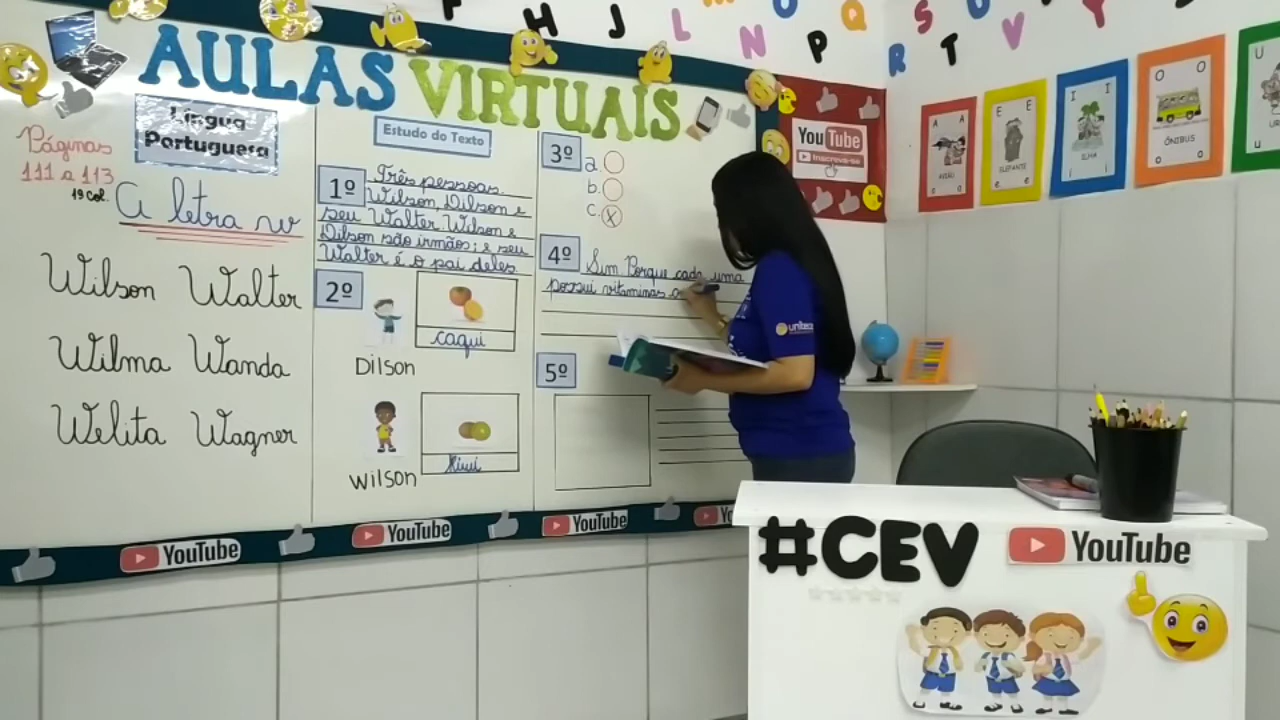 AULAS VIRTUAIS
Língua
Portuguesa
Páginas
111 a 113
1º Col.
A letra w
Wilson Walter
Wilma Wanda
Welita Wagner
Estudo do Texto
1º
Três pessoas.
Wilson, Dilson e
seu Walter. Wilson e
Dilson são irmãos; e seu
Walter é o pai deles
2º
caqui
Dilson
Kiwi
Wilson
3º
a.
b.
c. X
4º
Sim Porque cada uma
possui vitaminas
5º
YouTube
Inscreva-se
H J L N P Q R S T V Y
A A
AVIÃO
a a
E E
ELEFANTE
e e
I I
ILHA
i i
O O
ÔNIBUS
o o
U
YouTube
YouTube
YouTube
#CEV
YouTube